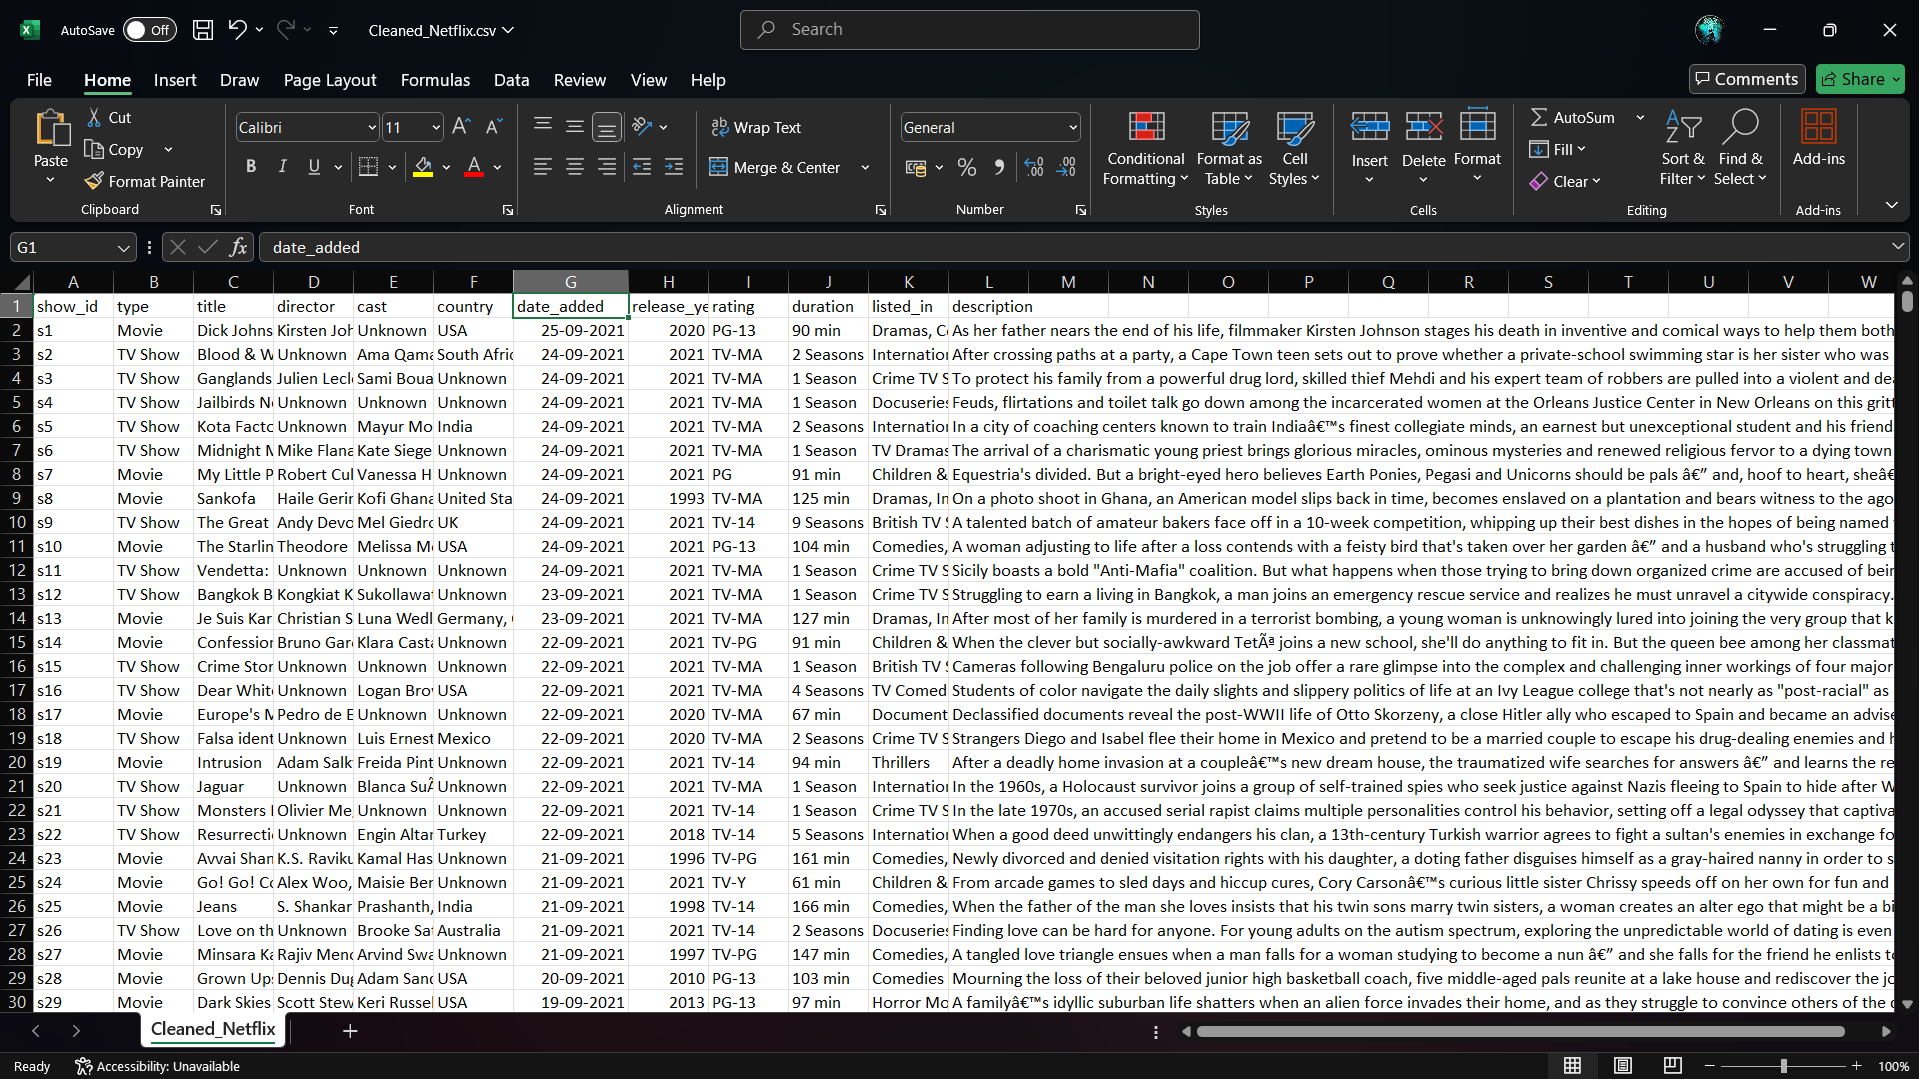 AutoSave Off Cleaned_Netflix.csv Search
File Home Insert Draw Page Layout Formulas Data Review View Help Comments Share
Paste Cut Copy Format Painter Clipboard
Calibri 11 B I U A Font
ab Wrap Text Merge & Center Alignment
General % Number
Conditional Formatting Format as Table Cell Styles Styles
Insert Delete Format Cells
AutoSum Fill Clear Sort & Filter Find & Select Editing
Add-ins Add-ins
G1 fx date_added
A B C D E F G H I J K L M N O P Q R S T U V W
1 show_id type title director cast country date_added release_ye rating duration listed_in description
2 s1 Movie Dick Johns Kirsten Joh Unknown USA 25-09-2021 2020 PG-13 90 min Dramas, C As her father nears the end of his life, filmmaker Kirsten Johnson stages his death in inventive and comical ways to help them both
3 s2 TV Show Blood & W Unknown Ama Qama South Afric 24-09-2021 2021 TV-MA 2 Seasons Internatio After crossing paths at a party, a Cape Town teen sets out to prove whether a private-school swimming star is her sister who was
4 s3 TV Show Ganglands Julien Lecl Sami Boua Unknown 24-09-2021 2021 TV-MA 1 Season Crime TV S To protect his family from a powerful drug lord, skilled thief Mehdi and his expert team of robbers are pulled into a violent and dea
5 s4 TV Show Jailbirds N Unknown Unknown Unknown 24-09-2021 2021 TV-MA 1 Season Docuserie Feuds, flirtations and toilet talk go down among the incarcerated women at the Orleans Justice Center in New Orleans on this gritt
6 s5 TV Show Kota Facto Unknown Mayur Mo India 24-09-2021 2021 TV-MA 2 Seasons Internatio In a city of coaching centers known to train Indiaâ€™s finest collegiate minds, an earnest but unexceptional student and his friend
7 s6 TV Show Midnight M Mike Flana Kate Siege Unknown 24-09-2021 2021 TV-MA 1 Season TV Dramas The arrival of a charismatic young priest brings glorious miracles, ominous mysteries and renewed religious fervor to a dying town
8 s7 Movie My Little P Robert Cul Vanessa H Unknown 24-09-2021 2021 PG 91 min Children & Equestria's divided. But a bright-eyed hero believes Earth Ponies, Pegasi and Unicorns should be pals â€” and, hoof to heart, sheâ€
9 s8 Movie Sankofa Haile Gerin Kofi Ghana United Sta 24-09-2021 1993 TV-MA 125 min Dramas, In On a photo shoot in Ghana, an American model slips back in time, becomes enslaved on a plantation and bears witness to the ago
10 s9 TV Show The Great Andy Devo Mel Giedro UK 24-09-2021 2021 TV-14 9 Seasons British TV A talented batch of amateur bakers face off in a 10-week competition, whipping up their best dishes in the hopes of being named
11 s10 Movie The Starlin Theodore Melissa M USA 24-09-2021 2021 PG-13 104 min Comedies, A woman adjusting to life after a loss contends with a feisty bird that's taken over her garden â€” and a husband who's struggling t
12 s11 TV Show Vendetta: Unknown Unknown Unknown 24-09-2021 2021 TV-MA 1 Season Crime TV S Sicily boasts a bold "Anti-Mafia" coalition. But what happens when those trying to bring down organized crime are accused of bein
13 s12 TV Show Bangkok B Kongkiat K Sukollawat Unknown 23-09-2021 2021 TV-MA 1 Season Crime TV S Struggling to earn a living in Bangkok, a man joins an emergency rescue service and realizes he must unravel a citywide conspiracy.
14 s13 Movie Je Suis Kar Christian S Luna Wedl Germany, 23-09-2021 2021 TV-MA 127 min Dramas, In After most of her family is murdered in a terrorist bombing, a young woman is unknowingly lured into joining the very group that k
15 s14 Movie Confession Bruno Gar Klara Casta Unknown 22-09-2021 2021 TV-PG 91 min Children & When the clever but socially-awkward TetÃª joins a new school, she'll do anything to fit in. But the queen bee among her classmat
16 s15 TV Show Crime Stor Unknown Unknown Unknown 22-09-2021 2021 TV-MA 1 Season British TV Cameras following Bengaluru police on the job offer a rare glimpse into the complex and challenging inner workings of four major
17 s16 TV Show Dear Whit Unknown Logan Bro USA 22-09-2021 2021 TV-MA 4 Seasons TV Comed Students of color navigate the daily slights and slippery politics of life at an Ivy League college that's not nearly as "post-racial" as
18 s17 Movie Europe's M Pedro de E Unknown Unknown 22-09-2021 2020 TV-MA 67 min Document Declassified documents reveal the post-WWII life of Otto Skorzeny, a close Hitler ally who escaped to Spain and became an advise
19 s18 TV Show Falsa ident Unknown Luis Ernest Mexico 22-09-2021 2020 TV-MA 2 Seasons Crime TV S Strangers Diego and Isabel flee their home in Mexico and pretend to be a married couple to escape his drug-dealing enemies and h
20 s19 Movie Intrusion Adam Salk Freida Pint Unknown 22-09-2021 2021 TV-14 94 min Thrillers After a deadly home invasion at a coupleâ€™s new dream house, the traumatized wife searches for answers â€” and learns the re
21 s20 TV Show Jaguar Unknown Blanca SuÃ Unknown 22-09-2021 2021 TV-MA 1 Season Internatio In the 1960s, a Holocaust survivor joins a group of self-trained spies who seek justice against Nazis fleeing to Spain to hide after W
22 s21 TV Show Monsters Olivier Me Unknown Unknown 22-09-2021 2021 TV-14 1 Season Crime TV S In the late 1970s, an accused serial rapist claims multiple personalities control his behavior, setting off a legal odyssey that captiva
23 s22 TV Show Resurrecti Unknown Engin Altan Turkey 22-09-2021 2018 TV-14 5 Seasons Internatio When a good deed unwittingly endangers his clan, a 13th-century Turkish warrior agrees to fight a sultan's enemies in exchange fo
24 s23 Movie Avvai Shan K.S. Raviku Kamal Has Unknown 21-09-2021 1996 TV-PG 161 min Comedies, Newly divorced and denied visitation rights with his daughter, a doting father disguises himself as a gray-haired nanny in order to s
25 s24 Movie Go! Go! Co Alex Woo, Maisie Ben Unknown 21-09-2021 2021 TV-Y 61 min Children & From arcade games to sled days and hiccup cures, Cory Carsonâ€™s curious little sister Chrissy speeds off on her own for fun and
26 s25 Movie Jeans S. Shankar Prashanth, India 21-09-2021 1998 TV-14 166 min Comedies, When the father of the man she loves insists that his twin sons marry twin sisters, a woman creates an alter ego that might be a bi
27 s26 TV Show Love on th Unknown Brooke Sat Australia 21-09-2021 2021 TV-14 2 Seasons Docuseries Finding love can be hard for anyone. For young adults on the autism spectrum, exploring the unpredictable world of dating is even
28 s27 Movie Minsara Ka Rajiv Men Arvind Swa Unknown 21-09-2021 1997 TV-PG 147 min Comedies, A tangled love triangle ensues when a man falls for a woman studying to become a nun â€” and she falls for the friend he enlists to
29 s28 Movie Grown Up Dennis Dug Adam Sand USA 20-09-2021 2010 PG-13 103 min Comedies Mourning the loss of their beloved junior high basketball coach, five middle-aged pals reunite at a lake house and rediscover the jo
30 s29 Movie Dark Skies Scott Stew Keri Russel USA 19-09-2021 2013 PG-13 97 min Horror Mo A familyâ€™s idyllic suburban life shatters when an alien force invades their home, and as they struggle to convince others of the
Cleaned_Netflix
Ready Accessibility: Unavailable 100%